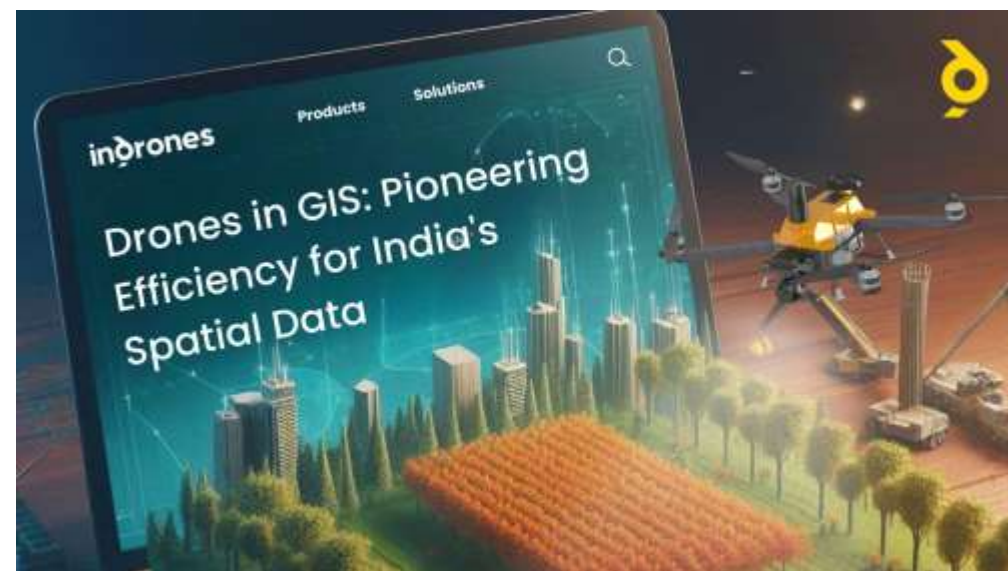 indrones
Products
Solutions
Drones in GIS: Pioneering
Efficiency for India's
Spatial Data